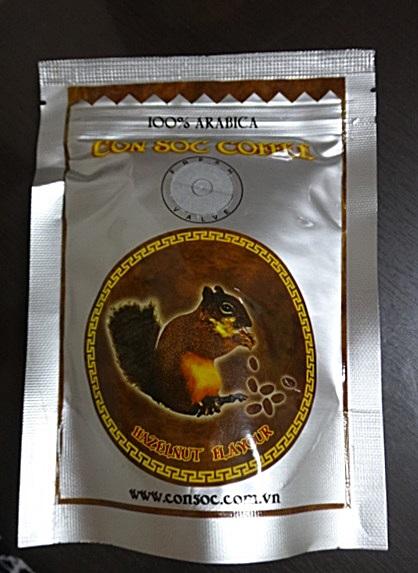 100% ARABICA
CON SOC COFFEE
FRESH
VALVE
HAZELNUT FLAVOUR
www.consoc.com.vn